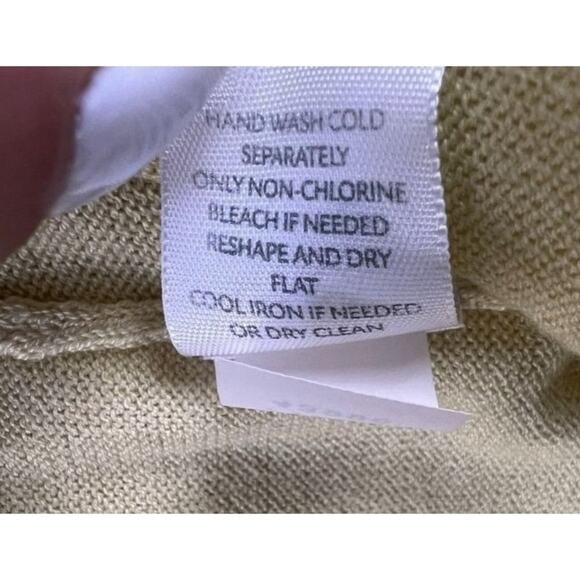 HAND WASH COLD
SEPARATELY
ONLY NON-CHLORINE
BLEACH IF NEEDED
RESHAPE AND DRY
FLAT
COOL IRON IF NEEDED
OR DRY CLEAN